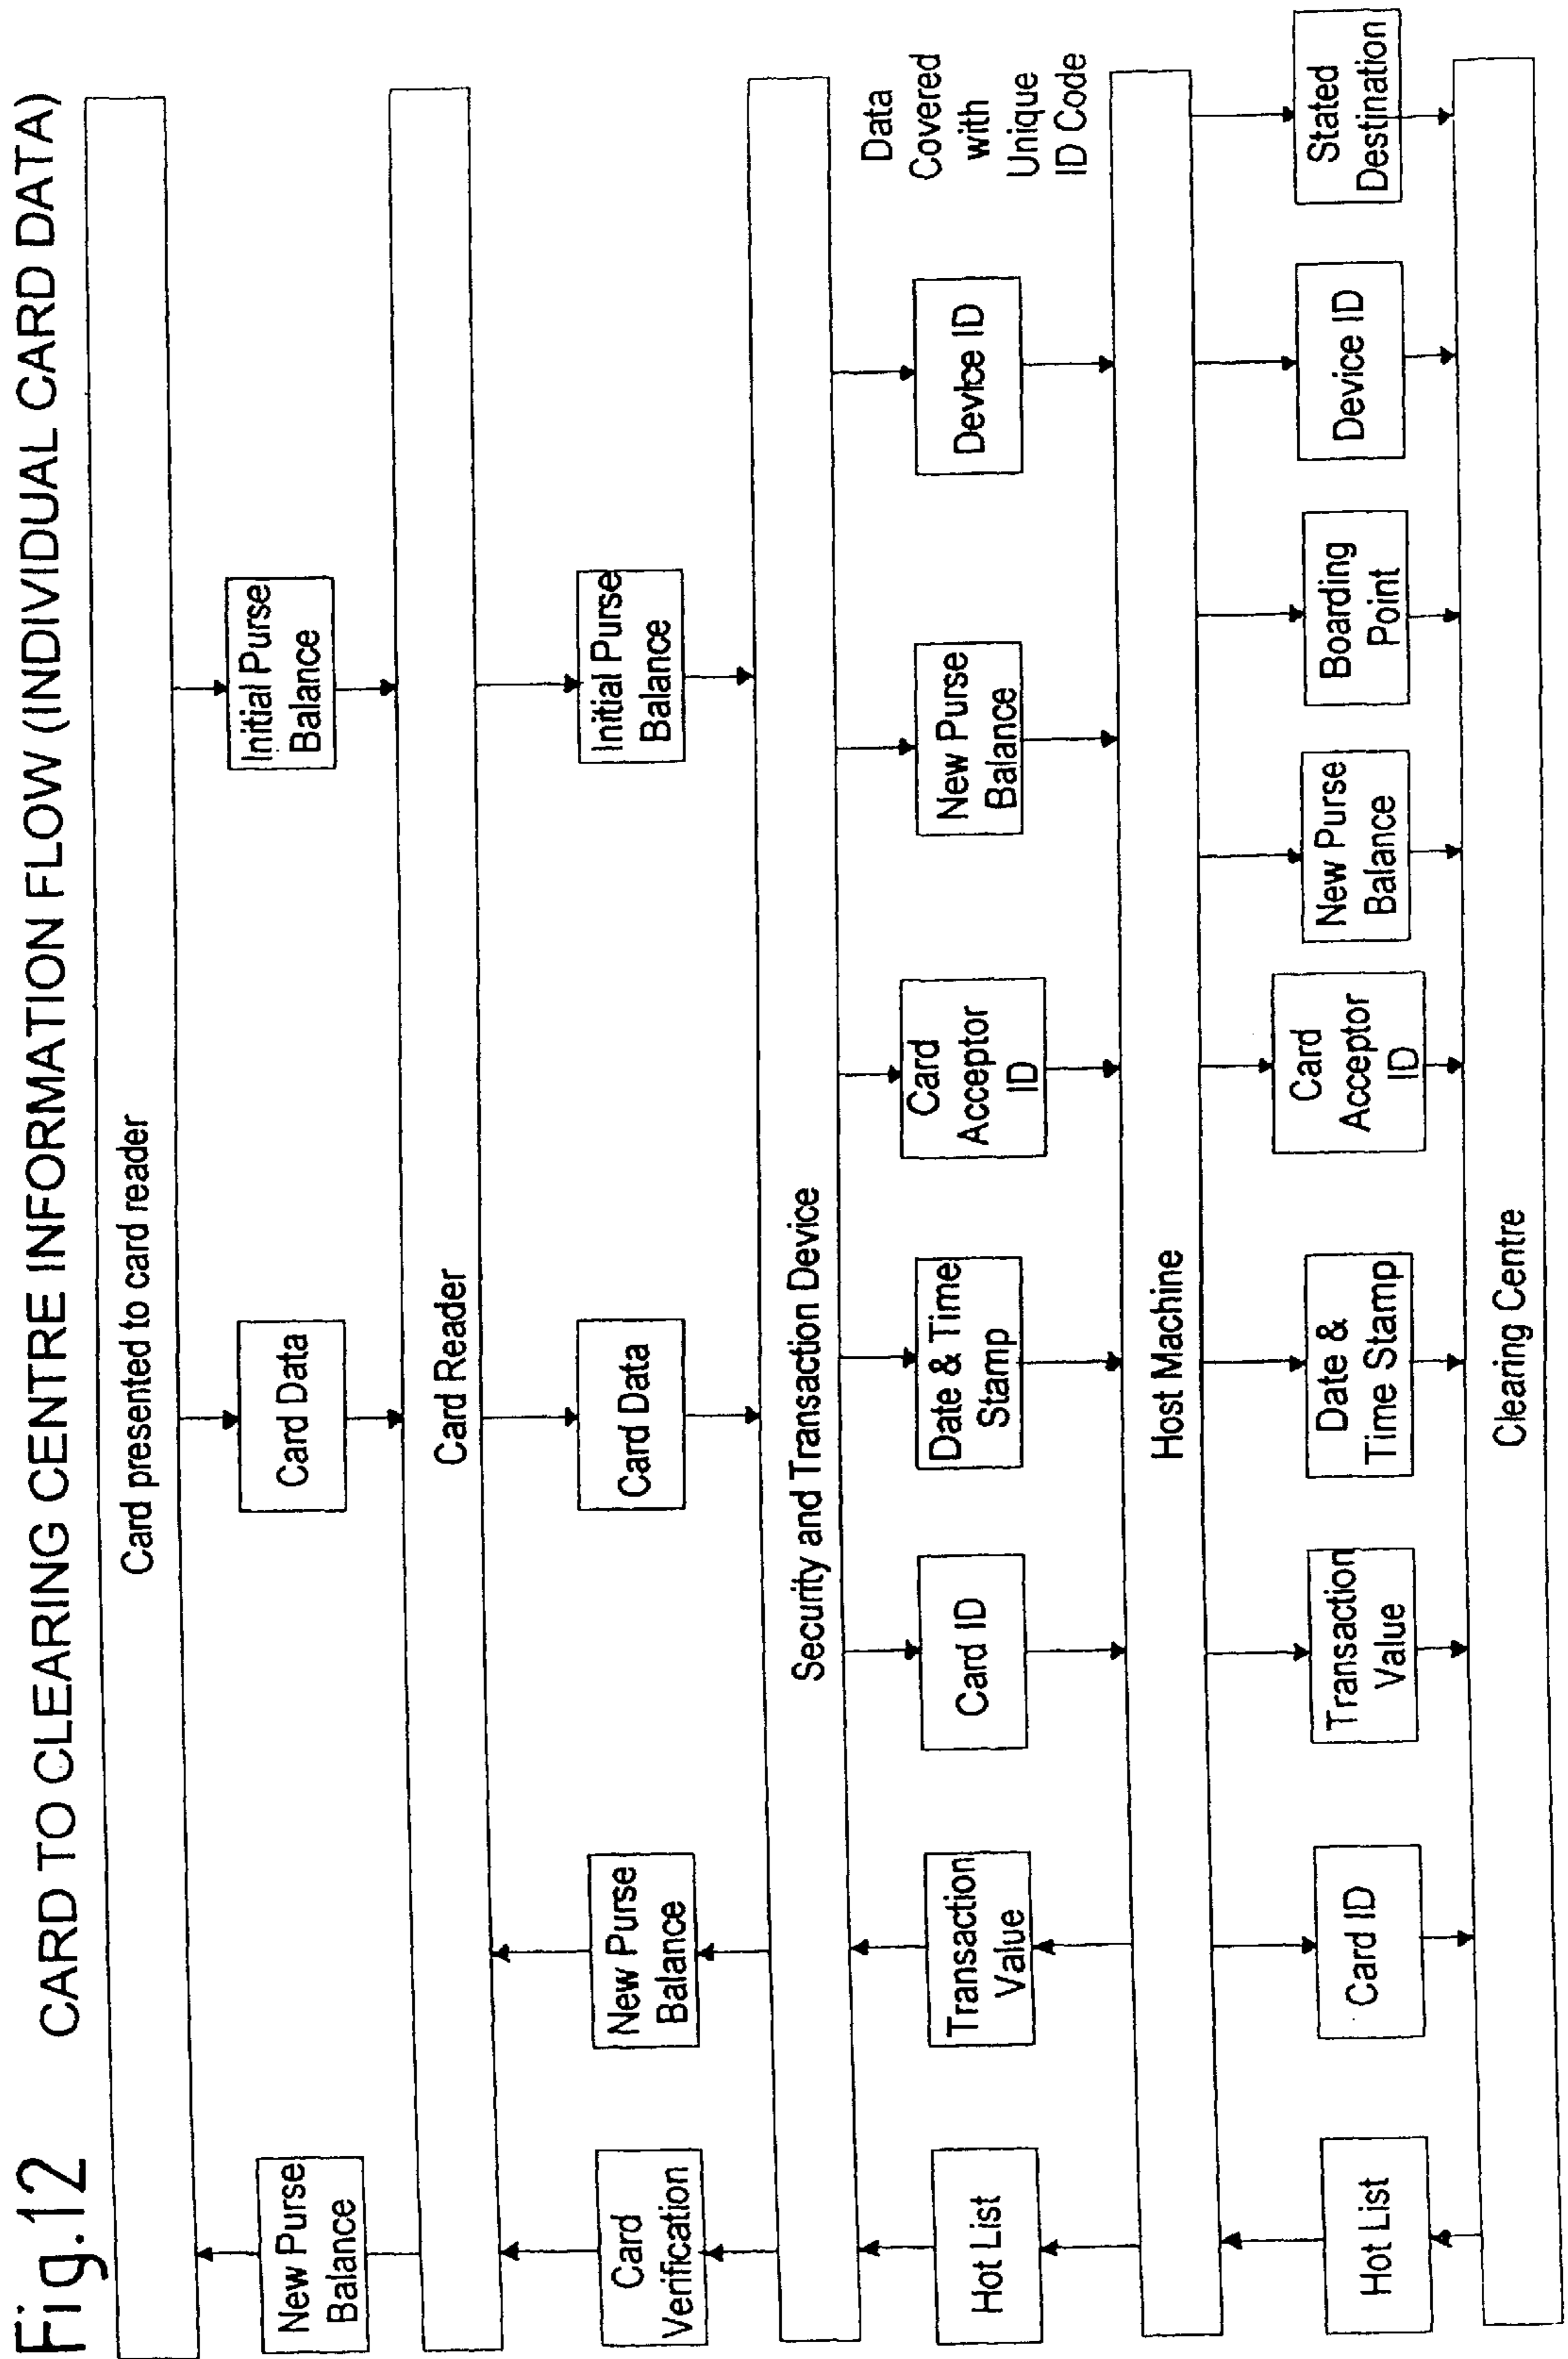 Fig.12 CARD TO CLEARING CENTRE INFORMATION FLOW (INDIVIDUAL CARD DATA)
Card presented to card reader
New Purse
Balance
Card Data
Initial Purse
Balance
Card Reader
Card
Verification
New Purse
Balance
Card Data
Initial Purse
Balance
Security and Transaction Device
Hot List
Transaction
Value
Card ID
Date & Time
Stamp
Card
Acceptor
ID
New Purse
Balance
Device ID
Data
Covered
with
Unique
ID Code
Host Machine
Hot List
Card ID
Transaction
Value
Date &
Time Stamp
Card
Acceptor
ID
New Purse
Balance
Boarding
Point
Device ID
Stated
Destination
Clearing Centre